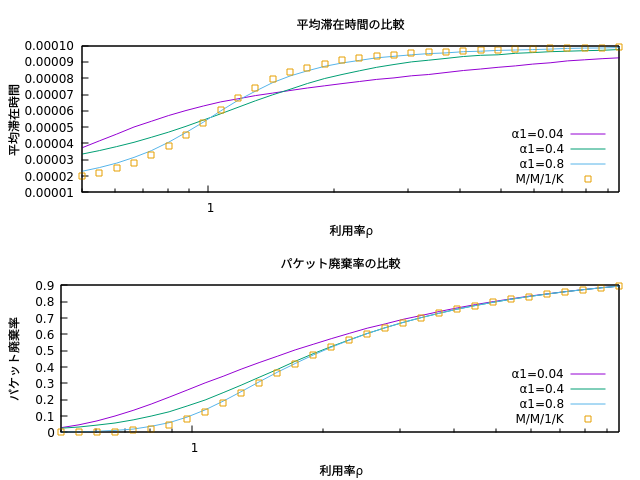 平均滞在時間の比較
平均滞在時間
0.00010
0.00009
0.00008
0.00007
0.00006
0.00005
0.00004
0.00003
0.00002
0.00001
α1=0.04
α1=0.4
α1=0.8
M/M/1/K
1
利用率ρ
パケット廃棄率の比較
パケット廃棄率
0.9
0.8
0.7
0.6
0.5
0.4
0.3
0.2
0.1
0
α1=0.04
α1=0.4
α1=0.8
M/M/1/K
1
利用率ρ